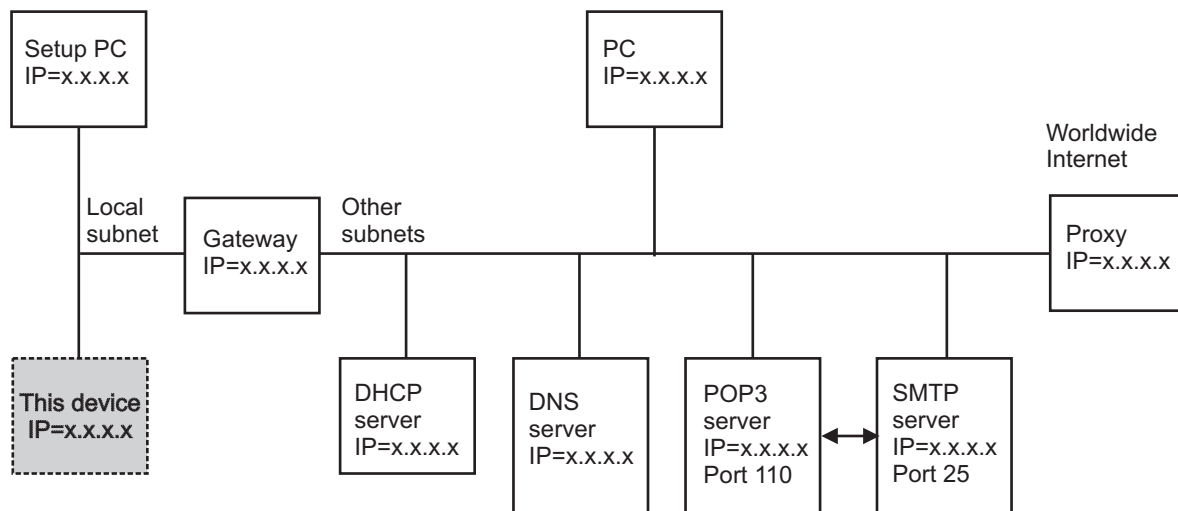 Setup PC
IP=x.x.x.x
PC
IP=x.x.x.x
Worldwide
Internet
Local
subnet
Gateway
IP=x.x.x.x
Other
subnets
Proxy
IP=x.x.x.x
This device
IP=x.x.x.x
DHCP
server
IP=x.x.x.x
DNS
server
IP=x.x.x.x
POP3
server
IP=x.x.x.x
Port 110
SMTP
server
IP=x.x.x.x
Port 25